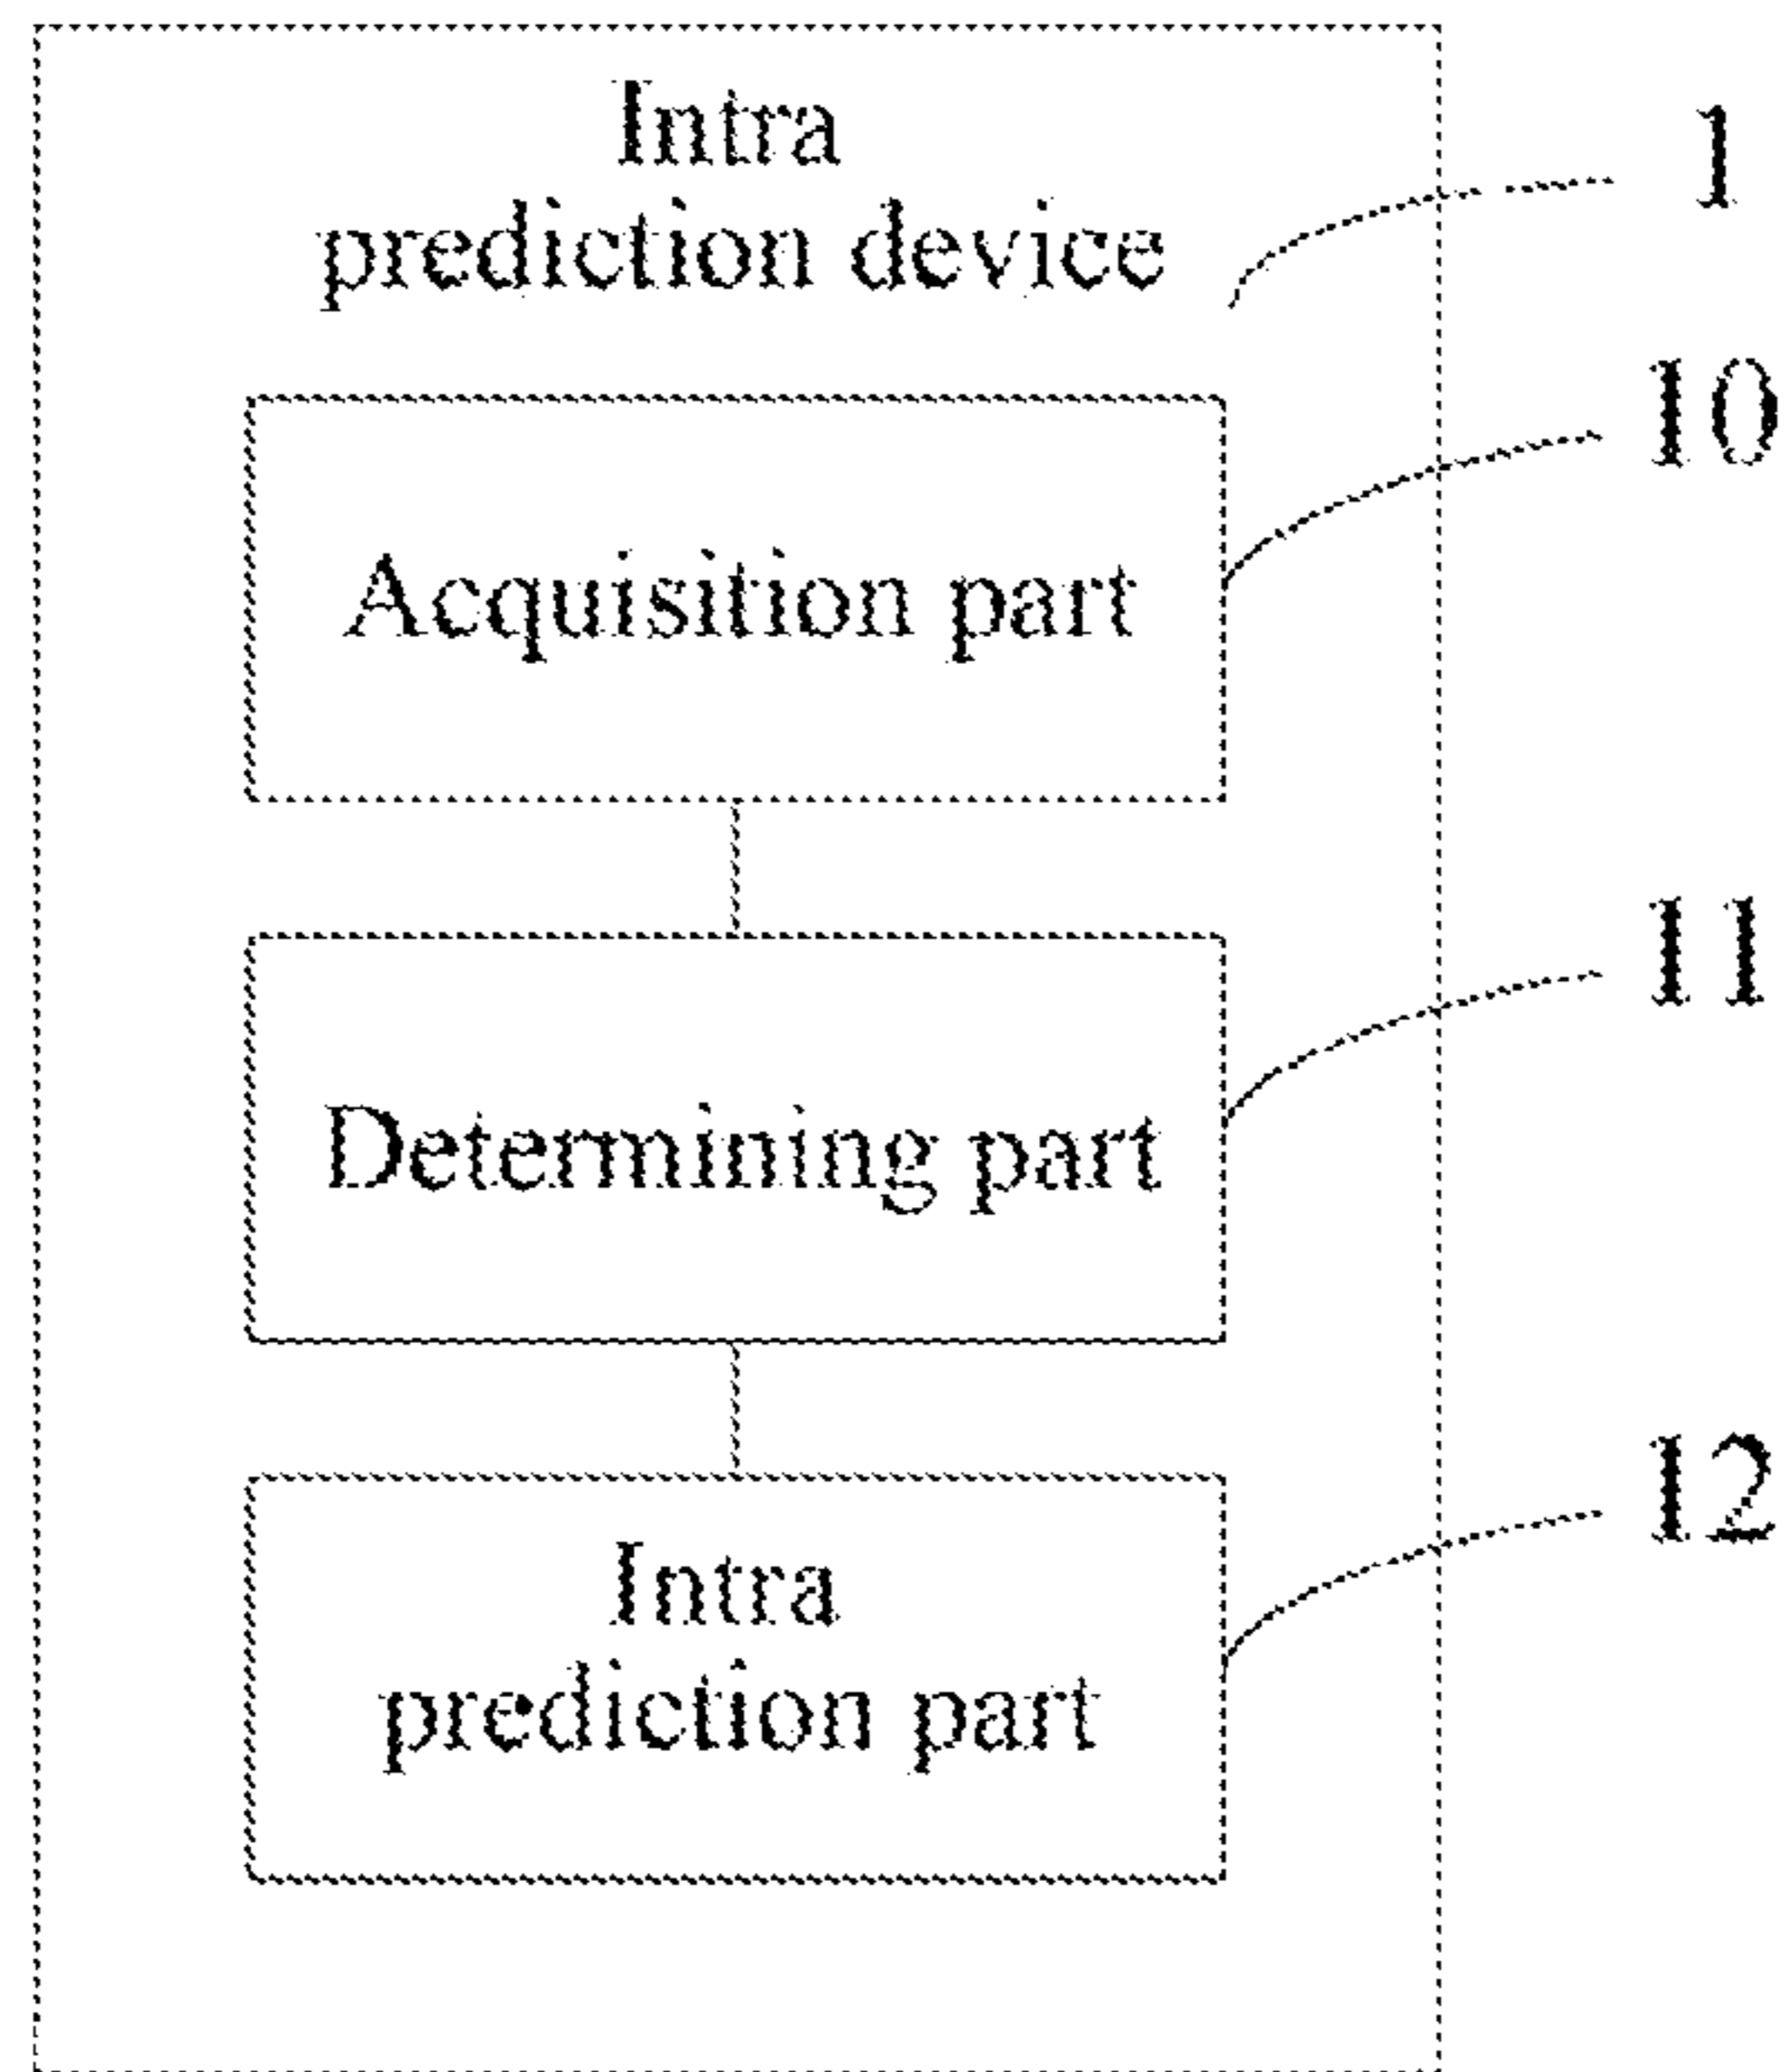 Intra
prediction device
1
10
Acquisition part
11
Determining part
12
Intra
prediction part